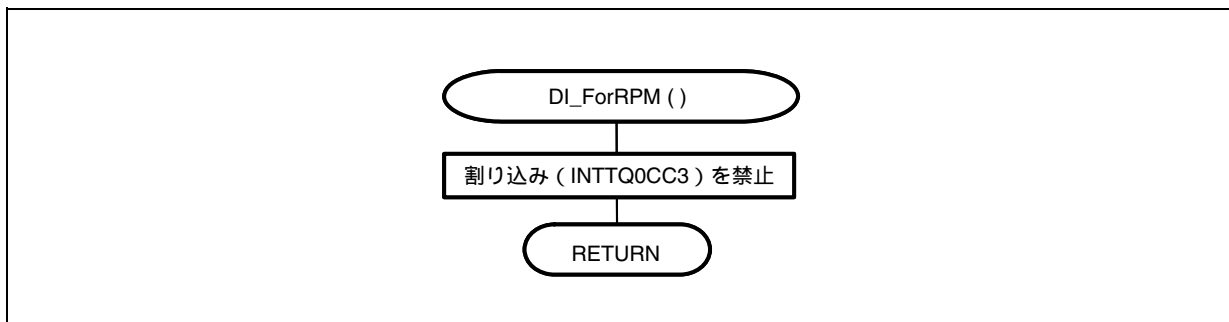 DI_ForRPM ( )
割り込み ( INTTQ0CC3 ) を禁止
RETURN